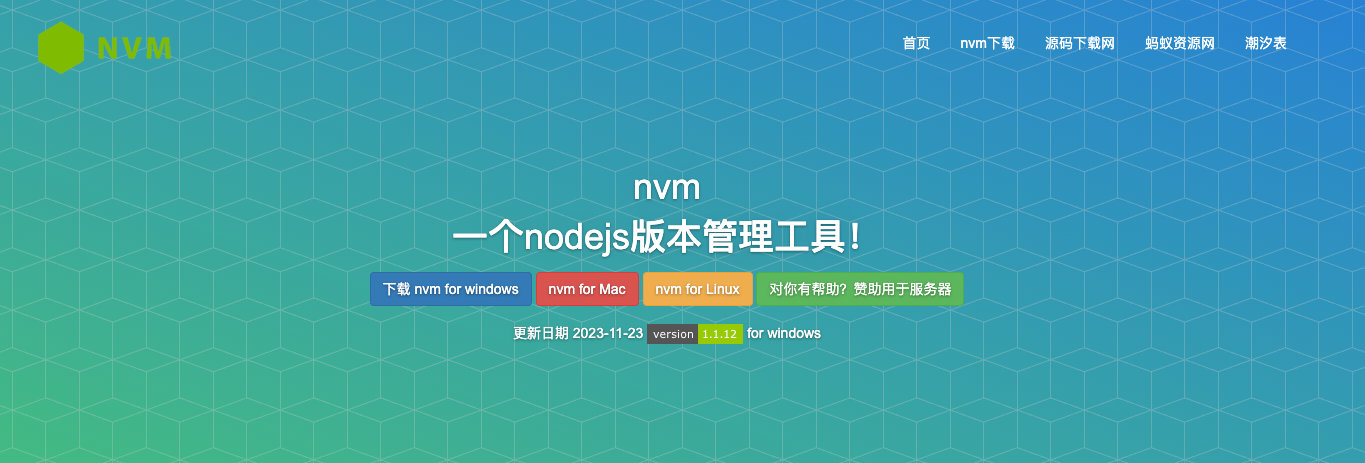 NVM
首页 nvm下载 源码下载网 蚂蚁资源网 潮汐表
nvm
一个nodejs版本管理工具！
下载 nvm for windows nvm for Mac nvm for Linux 对你有帮助？赞助用于服务器
更新日期 2023-11-23 version 1.1.12 for windows